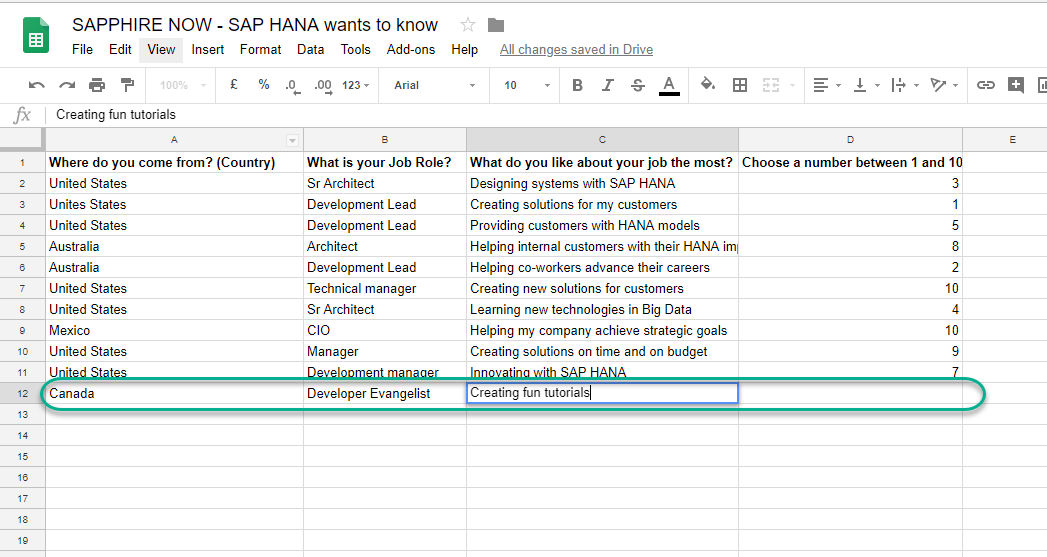 SAPPHIRE NOW - SAP HANA wants to know
File Edit View Insert Format Data Tools Add-ons Help All changes saved in Drive
100% £ % .0 .00 123 Arial 10 B I S A
fx Creating fun tutorials
A B C D E
1 Where do you come from? (Country) What is your Job Role? What do you like about your job the most? Choose a number between 1 and 10
2 United States Sr Architect Designing systems with SAP HANA 3
3 Unites States Development Lead Creating solutions for my customers 1
4 United States Development Lead Providing customers with HANA models 5
5 Australia Architect Helping internal customers with their HANA im
6 Australia Development Lead Helping co-workers advance their careers 2
7 United States Technical manager Creating new solutions for customers 10
8 United States Sr Architect Learning new technologies in Big Data 4
9 Mexico CIO Helping my company achieve strategic goals 10
10 United States Manager Creating solutions on time and on budget 9
11 United States Development manager Innovating with SAP HANA 7
12 Canada Developer Evangelist Creating fun tutorials
13
14
15
16
17
18
19